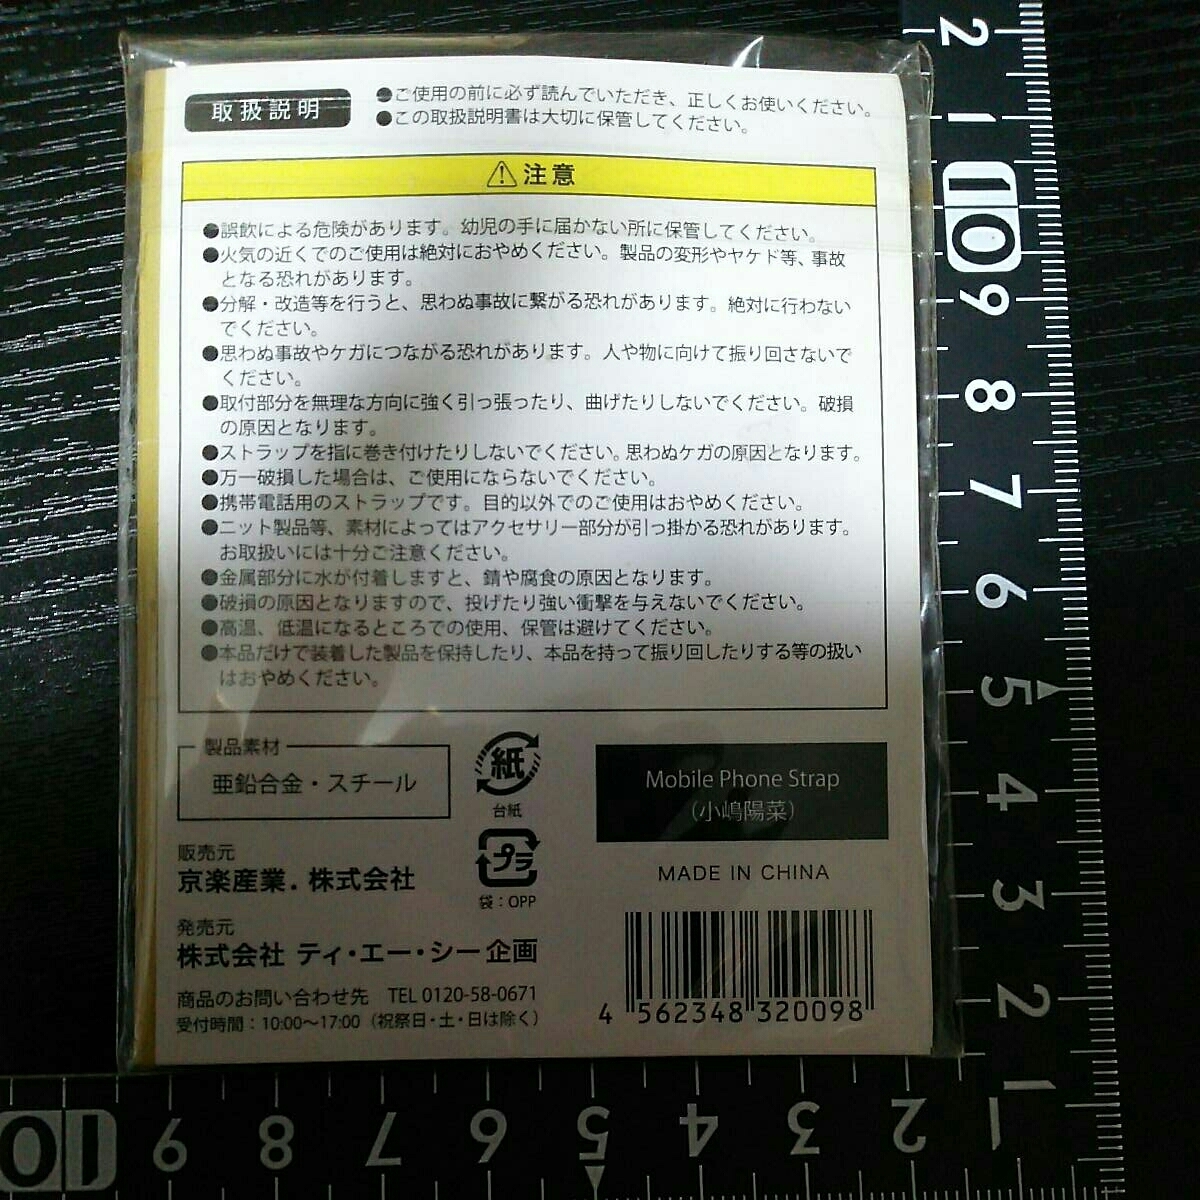 取扱説明
●ご使用の前に必ず読んでいただき、正しくお使いください。
●この取扱説明書は大切に保管してください。
注意
●誤飲による危険があります。幼児の手に届かない所に保管してください。
●火気の近くでのご使用は絶対におやめください。製品の変形やヤケド等、事故
となる恐れがあります。
●分解・改造等を行うと、思わぬ事故に繋がる恐れがあります。絶対に行わない
でください。
●思わぬ事故やケガにつながる恐れがあります。人や物に向けて振り回さないで
ください。
●取付部分を無理な方向に強く引っ張ったり、曲げたりしないでください。破損
の原因となります。
●ストラップを指に巻き付けたりしないでください。思わぬケガの原因となります。
●万一破損した場合は、ご使用にならないでください。
●携帯電話用のストラップです。目的以外でのご使用はおやめください。
●ニット製品等、素材によってはアクセサリー部分が引っ掛かる恐れがあります。
お取扱いには十分ご注意ください。
●金属部分に水が付着しますと、錆や腐食の原因となります。
●破損の原因となりますので、投げたり強い衝撃を与えないでください。
●高温、低温になるところでの使用、保管は避けてください。
●本品だけで装着した製品を保持したり、本品を持って振り回したりする等の扱い
はおやめください。
製品素材
亜鉛合金・スチール
紙
台紙
プラ
袋：OPP
Mobile Phone Strap
（小嶋陽菜）
MADE IN CHINA
販売元
京楽産業．株式会社
発売元
株式会社 ティ・エー・シー企画
商品のお問い合わせ先 TEL 0120-58-0671
受付時間：10:00～17:00（祝祭日・土・日は除く）
4 562348 320098
2
1
10
9
8
7
6
5
4
3
2
1
10 9 8 7 6 5 4 3 2 1